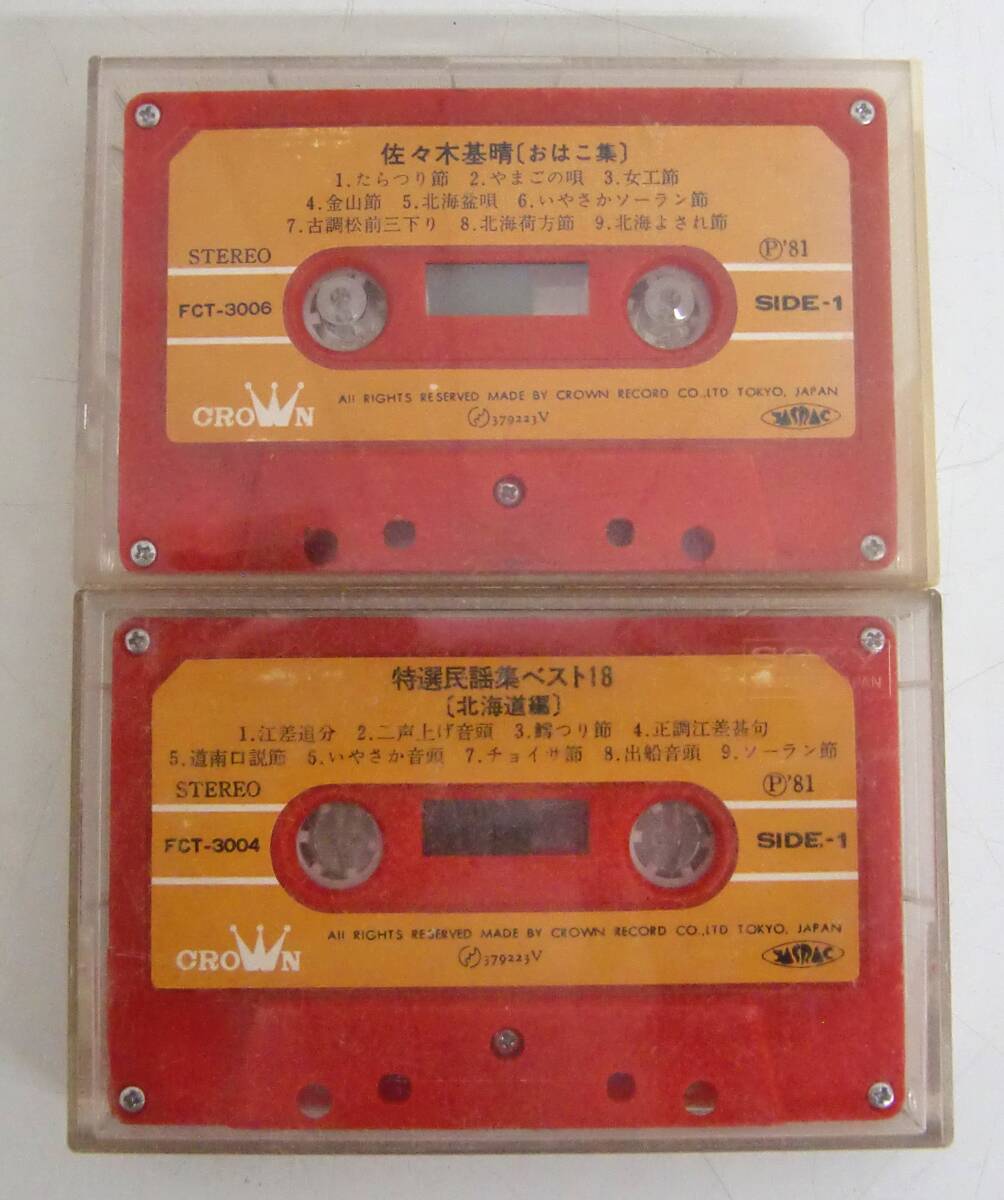 佐々木基晴〔おはこ集〕
1.たらつり節 2.やまごの唄 3.女工節
4.金山節 5.北海盆唄 6.いやさかソーラン節
7.古調松前三下り 8.北海荷方節 9.北海よされ節
STEREO Ⓟ'81
FCT-3006 SIDE-1
CROWN
All RIGHTS RESERVED MADE BY CROWN RECORD CO.,LTD TOKYO, JAPAN
379223V
JASRAC
特選民謡集ベスト18
〔北海道編〕
1.江差追分 2.二声上げ音頭 3.鱈つり節 4.正調江差甚句
5.道南口説節 6.いやさか音頭 7.チョイサ節 8.出船音頭 9.ソーラン節
STEREO Ⓟ'81
FCT-3004 SIDE-1
CROWN
All RIGHTS RESERVED MADE BY CROWN RECORD CO.,LTD TOKYO, JAPAN
379223V
JASRAC